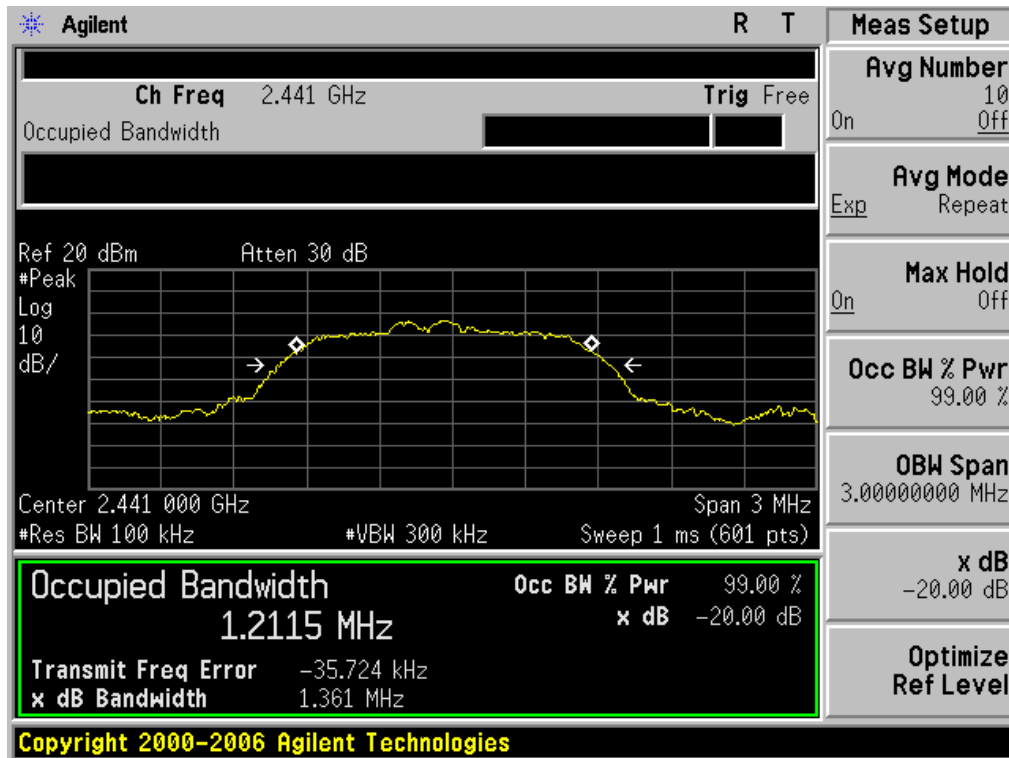 Agilent R T
Ch Freq 2.441 GHz Trig Free
Occupied Bandwidth
Ref 20 dBm Atten 30 dB
#Peak
Log
10
dB/
Center 2.441 000 GHz Span 3 MHz
#Res BW 100 kHz #VBW 300 kHz Sweep 1 ms (601 pts)
Occupied Bandwidth Occ BW % Pwr 99.00 %
1.2115 MHz x dB -20.00 dB
Transmit Freq Error -35.724 kHz
x dB Bandwidth 1.361 MHz
Copyright 2000-2006 Agilent Technologies
Meas Setup
Avg Number
10
On Off
Avg Mode
Exp Repeat
Max Hold
On Off
Occ BW % Pwr
99.00 %
OBW Span
3.00000000 MHz
x dB
-20.00 dB
Optimize
Ref Level